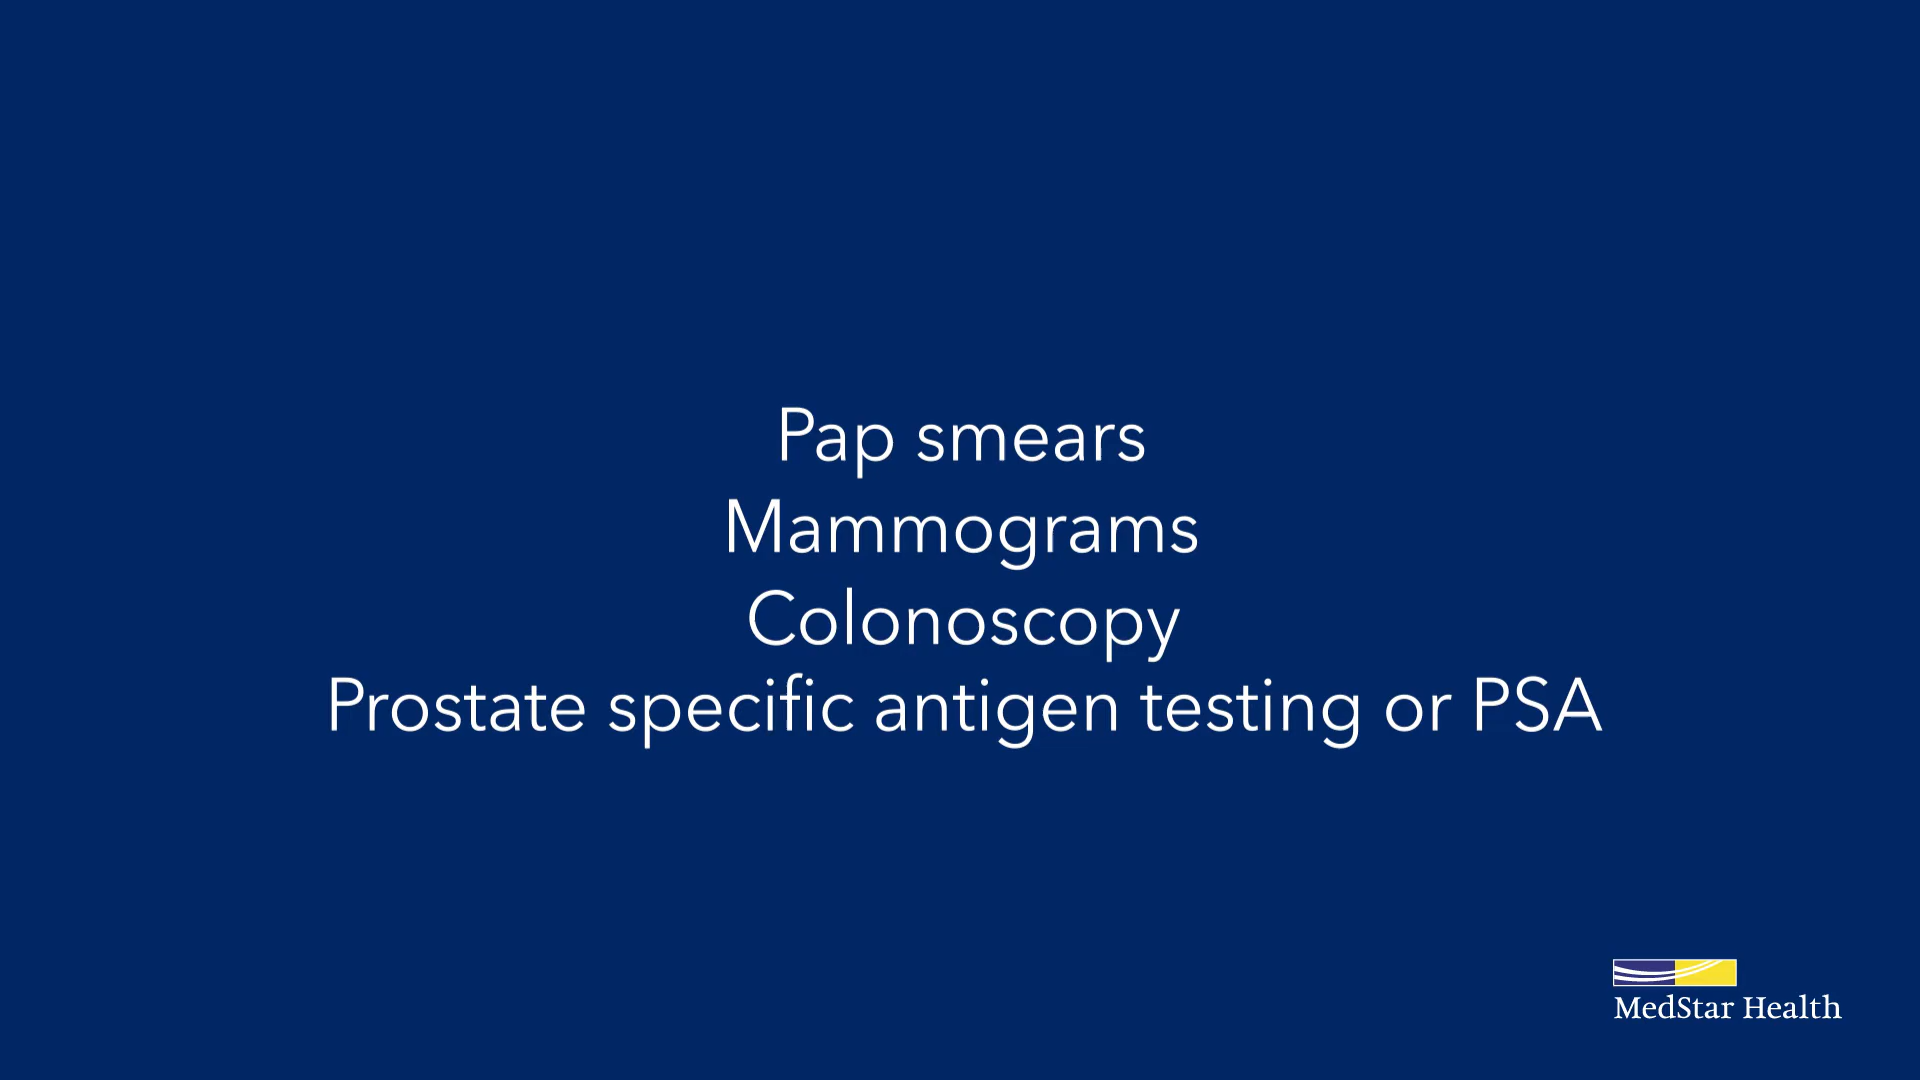 Pap smears
Mammograms
Colonoscopy
Prostate specific antigen testing or PSA
MedStar Health